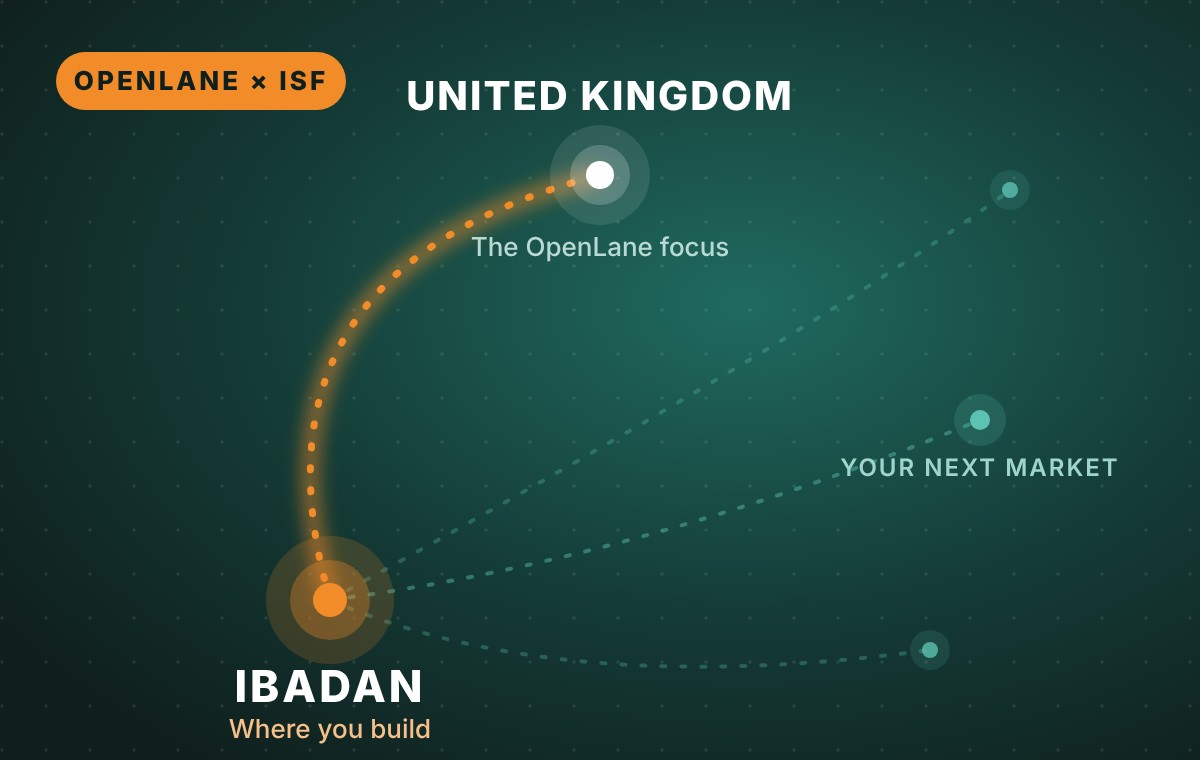 OPENLANE × ISF
UNITED KINGDOM
The OpenLane focus
YOUR NEXT MARKET
IBADAN
Where you build